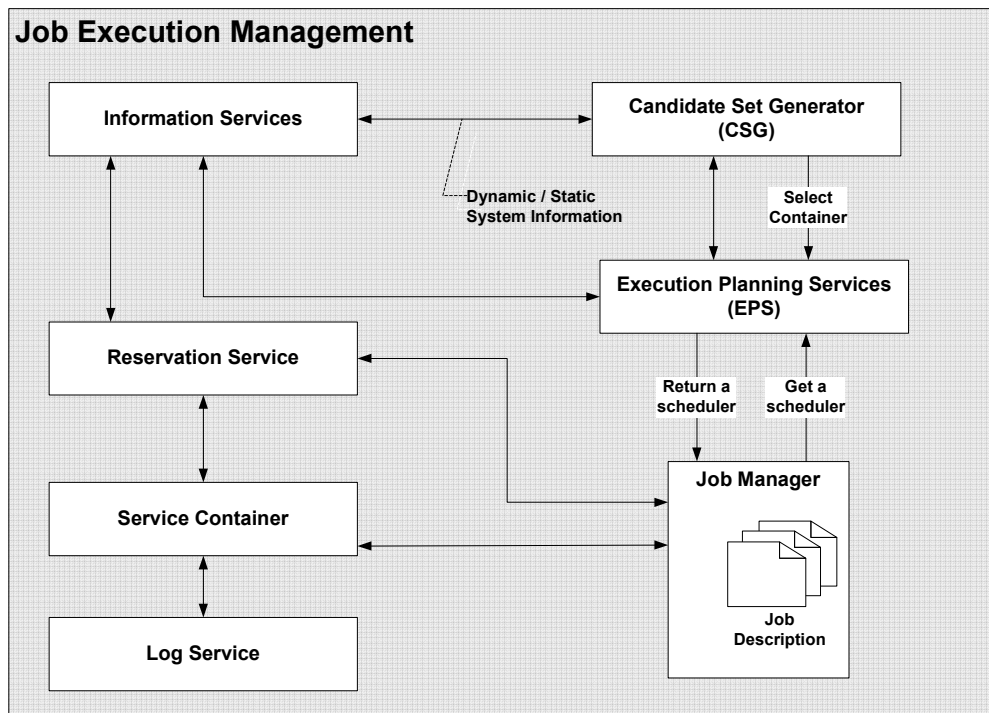 Job Execution Management
Information Services
Candidate Set Generator
(CSG)
Dynamic / Static
System Information
Select
Container
Execution Planning Services
(EPS)
Reservation Service
Return a
scheduler
Get a
scheduler
Job Manager
Service Container
Job
Description
Log Service